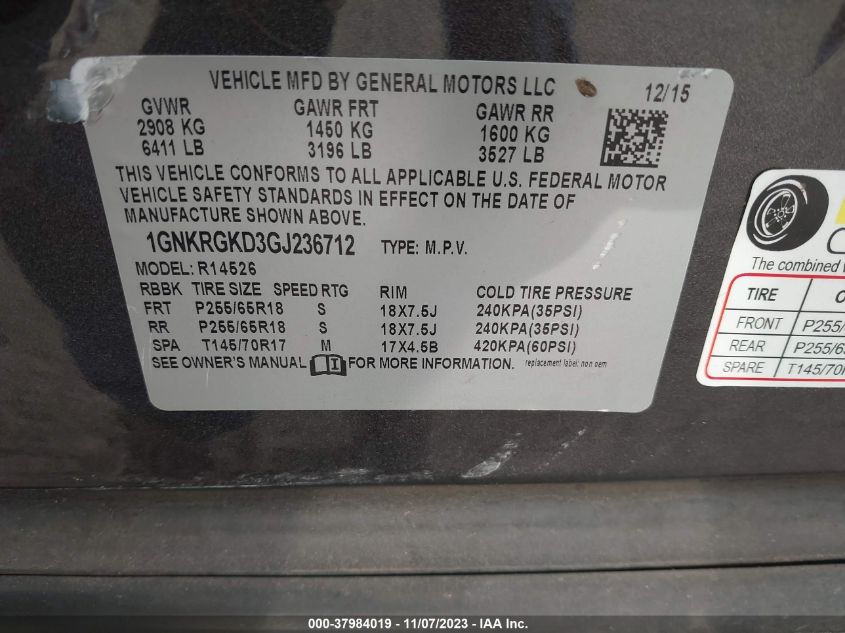 VEHICLE MFD BY GENERAL MOTORS LLC 12/15
GVWR GAWR FRT GAWR RR
2908 KG 1450 KG 1600 KG
6411 LB 3196 LB 3527 LB
THIS VEHICLE CONFORMS TO ALL APPLICABLE U.S. FEDERAL MOTOR
VEHICLE SAFETY STANDARDS IN EFFECT ON THE DATE OF
MANUFACTURE SHOWN ABOVE.
1GNKRGKD3GJ236712 TYPE: M.P.V.
MODEL: R14526
RBBK TIRE SIZE SPEED RTG RIM COLD TIRE PRESSURE
FRT P255/65R18 S 18X7.5J 240KPA(35PSI)
RR P255/65R18 S 18X7.5J 240KPA(35PSI)
SPA T145/70R17 M 17X4.5B 420KPA(60PSI)
SEE OWNER'S MANUAL i FOR MORE INFORMATION. replacement label: non oem
The combined
TIRE
FRONT P255/
REAR P255/6
SPARE T145/70
000-37984019 - 11/07/2023 - IAA Inc.